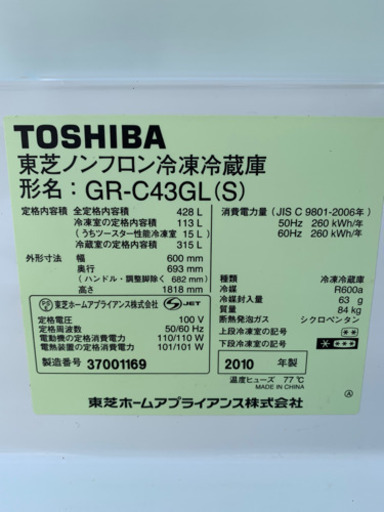 TOSHIBA
東芝ノンフロン冷凍冷蔵庫
形名：GR-C43GL(S)
定格内容積 全定格内容積 428 L
冷凍室の定格内容積 113 L
(うちツースター性能冷凍室 15 L)
冷蔵室の定格内容積 315 L
外形寸法 幅 600 mm
奥行 693 mm
(ハンドル・調整脚除く 682 mm)
高さ 1818 mm
東芝ホームアプライアンス株式会社 S-JET
定格電圧 100 V
定格周波数 50/60 Hz
電動機の定格消費電力 110/110 W
電熱装置の定格消費電力 101/101 W
製造番号 37001169
消費電力量 (JIS C 9801-2006年)
50Hz 260 kWh/年
60Hz 260 kWh/年
種類 冷凍冷蔵庫
冷媒 R600a
冷媒封入量 63 g
質量 84 kg
断熱発泡ガス シクロペンタン
上段冷凍室の記号
下段冷凍室の記号
2010 年製
温度ヒューズ 77℃
MADE IN CHINA
東芝ホームアプライアンス株式会社
Ⓐ